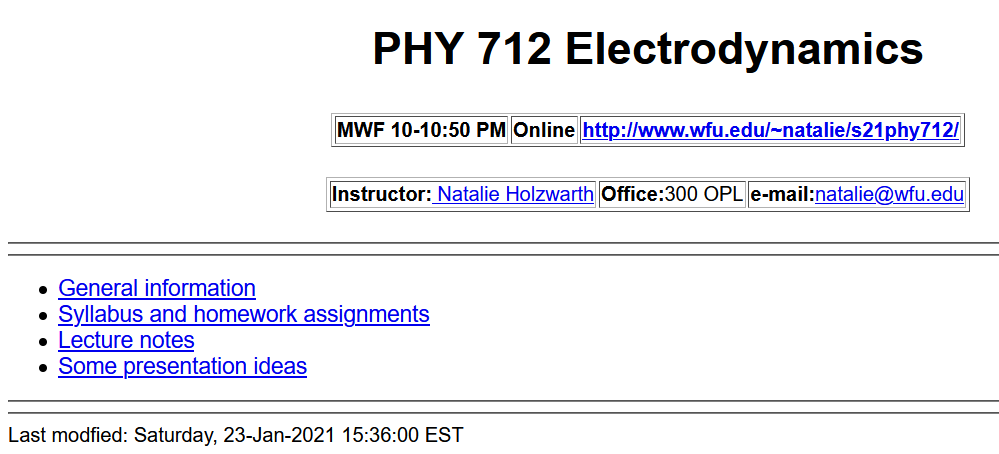 PHY 712 Electrodynamics
MWF 10-10:50 PM Online http://www.wfu.edu/~natalie/s21phy712/
Instructor: Natalie Holzwarth Office:300 OPL e-mail:natalie@wfu.edu
General information
Syllabus and homework assignments
Lecture notes
Some presentation ideas
Last modfied: Saturday, 23-Jan-2021 15:36:00 EST